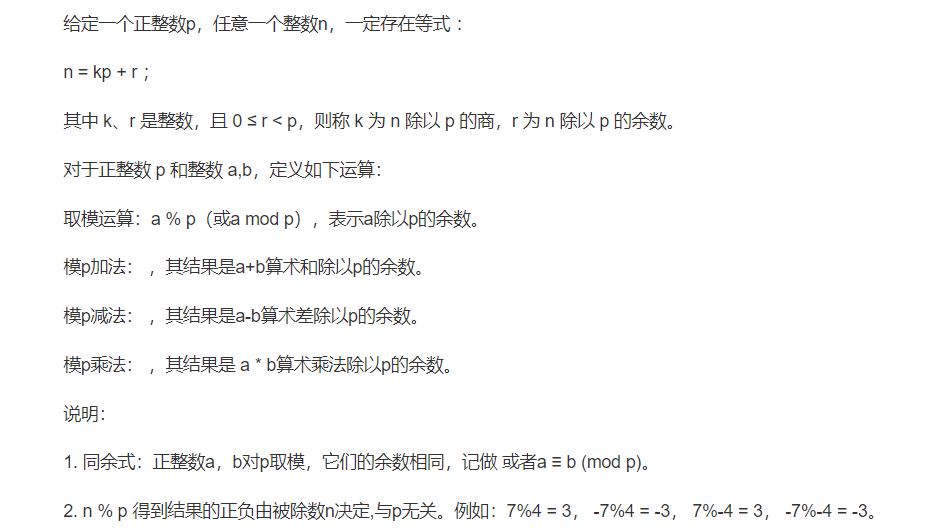 给定一个正整数p，任意一个整数n，一定存在等式 ：
n = kp + r ；
其中 k、r 是整数，且 0 ≤ r < p，则称 k 为 n 除以 p 的商，r 为 n 除以 p 的余数。
对于正整数 p 和整数 a,b，定义如下运算：
取模运算：a % p（或a mod p），表示a除以p的余数。
模p加法： ，其结果是a+b算术和除以p的余数。
模p减法： ，其结果是a-b算术差除以p的余数。
模p乘法： ，其结果是 a * b算术乘法除以p的余数。
说明：
1. 同余式：正整数a，b对p取模，它们的余数相同，记做 或者a ≡ b (mod p)。
2. n % p 得到结果的正负由被除数n决定,与p无关。例如：7%4 = 3， -7%4 = -3， 7%-4 = 3， -7%-4 = -3。